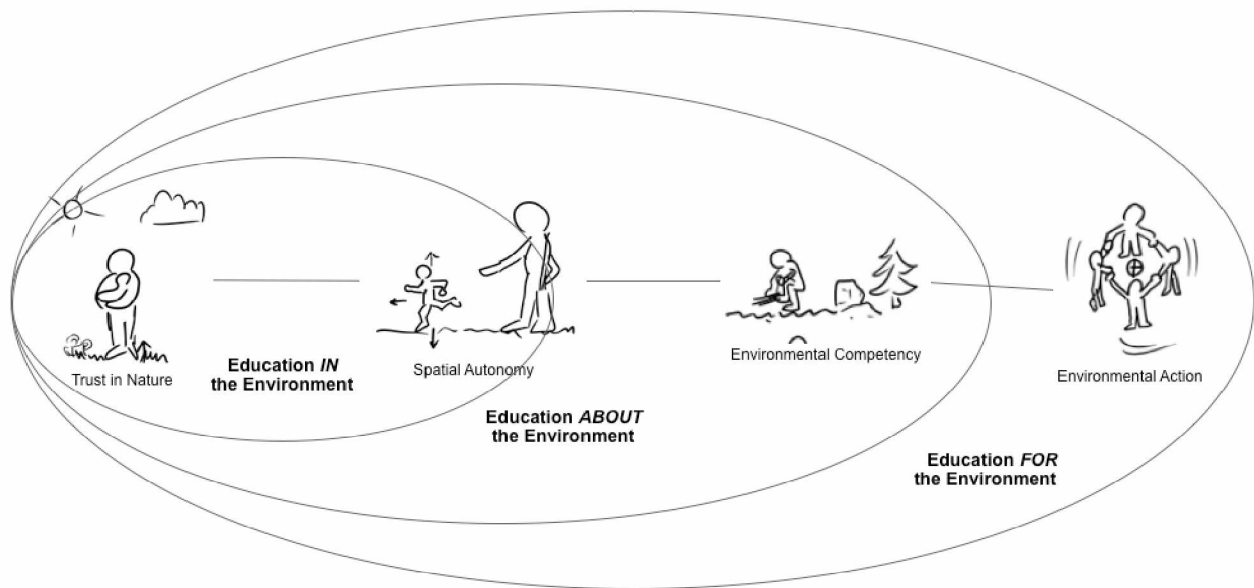 Trust in Nature
Education IN
the Environment
Spatial Autonomy
Education ABOUT
the Environment
Environmental Competency
Education FOR
the Environment
Environmental Action